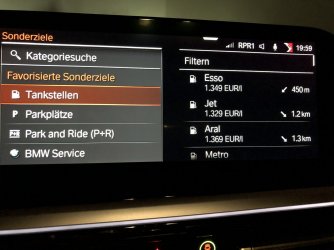 Sonderziele
RPR1 19:59
Kategoriesuche
Favorisierte Sonderziele
Tankstellen
Parkplätze
Park and Ride (P+R)
BMW Service
Filtern
Esso
1.349 EUR/l 450 m
Jet
1.329 EUR/l 1.2 km
Aral
1.369 EUR/l 1.3 km
Metro